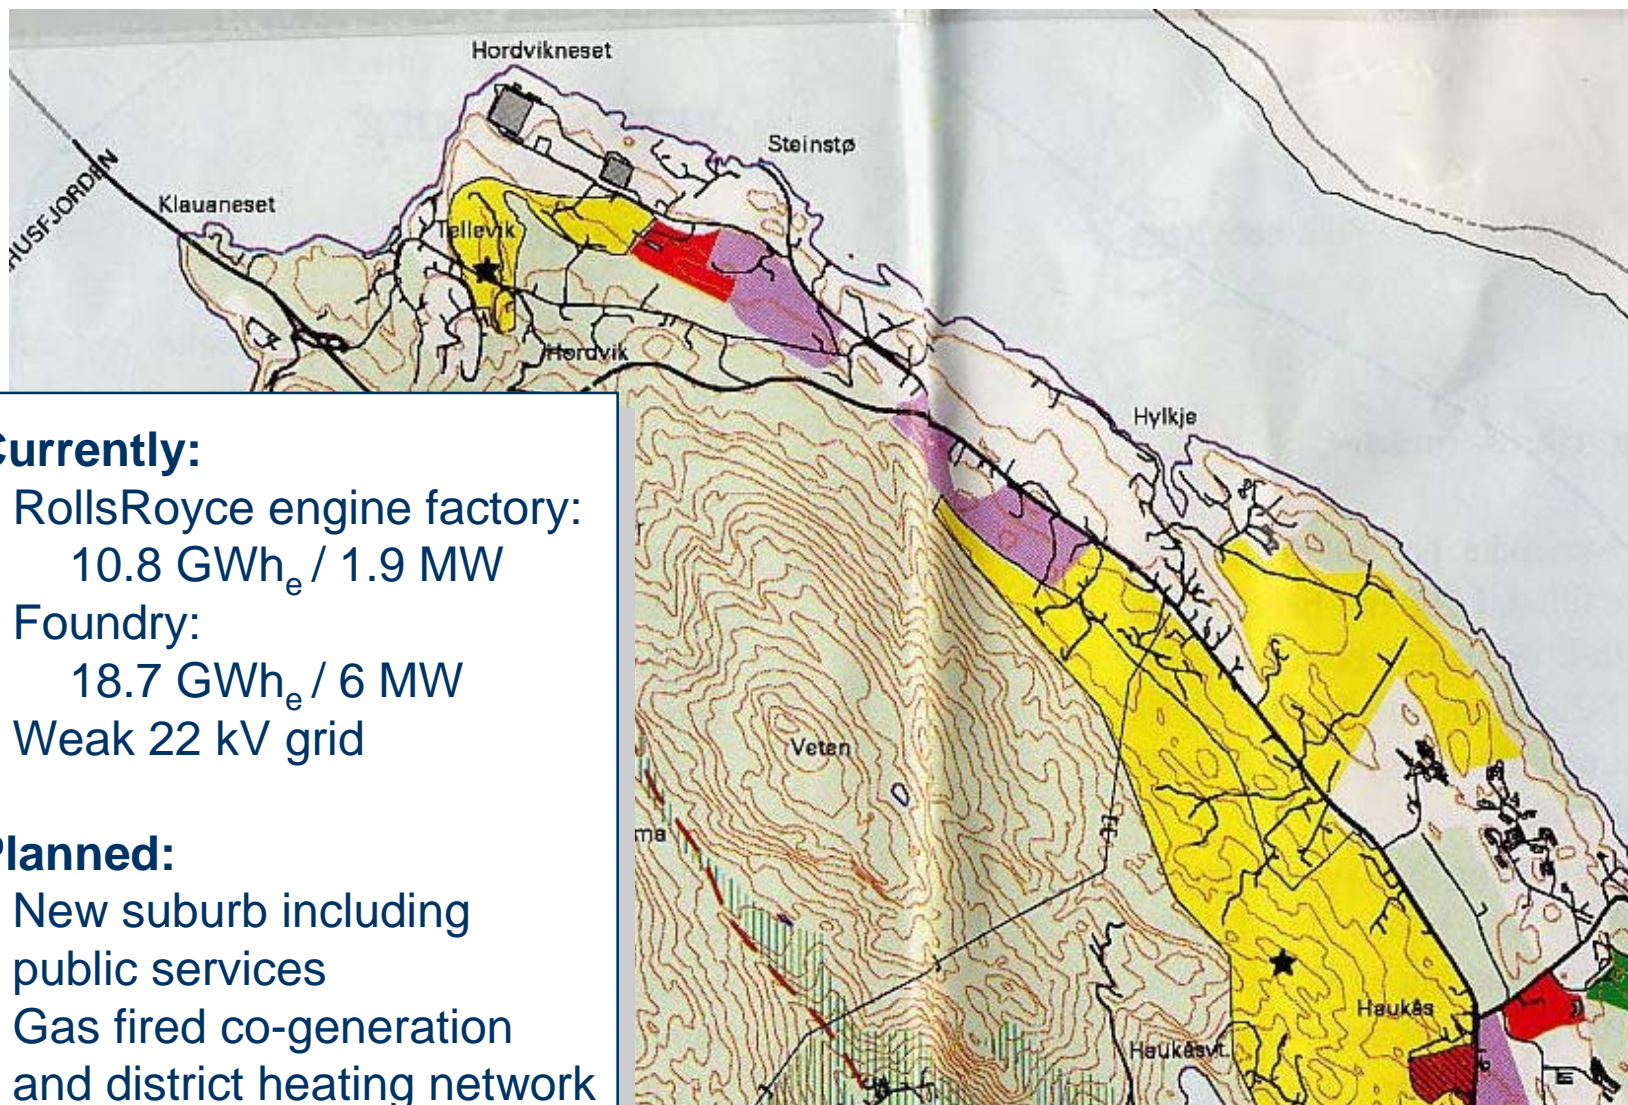 Hordvikneset
Steinstø
Klauaneset
HUSFJORDEN
Tellevik
Hordvik
Hylkje
Currently:
RollsRoyce engine factory:
10.8 GWhe / 1.9 MW
Foundry:
18.7 GWhe / 6 MW
Weak 22 kV grid
Veten
ma
Planned:
New suburb including
public services
Gas fired co-generation
and district heating network
Haukås
Haukåsvt.